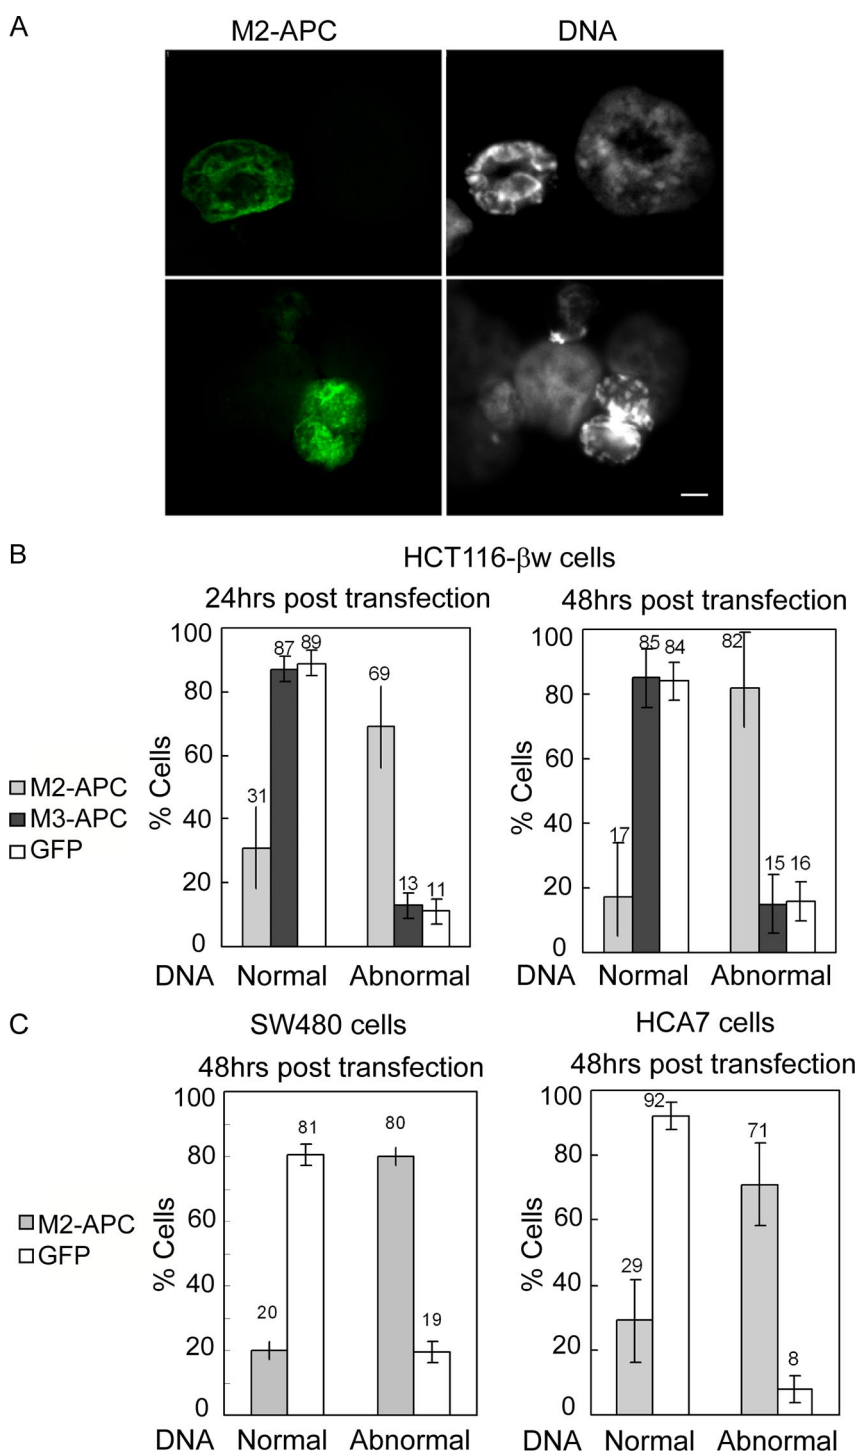 A
M2-APC DNA
B
HCT116-βw cells
24hrs post transfection
48hrs post transfection
100
80
60
40
20
0
% Cells
31
87
89
69
13
11
DNA Normal Abnormal
100
80
60
40
20
0
% Cells
17
85
84
82
15
16
DNA Normal Abnormal
M2-APC
M3-APC
GFP
C
SW480 cells
48hrs post transfection
HCA7 cells
48hrs post transfection
100
80
60
40
20
0
% Cells
20
81
80
19
DNA Normal Abnormal
100
80
60
40
20
0
% Cells
29
92
71
8
DNA Normal Abnormal
M2-APC
GFP